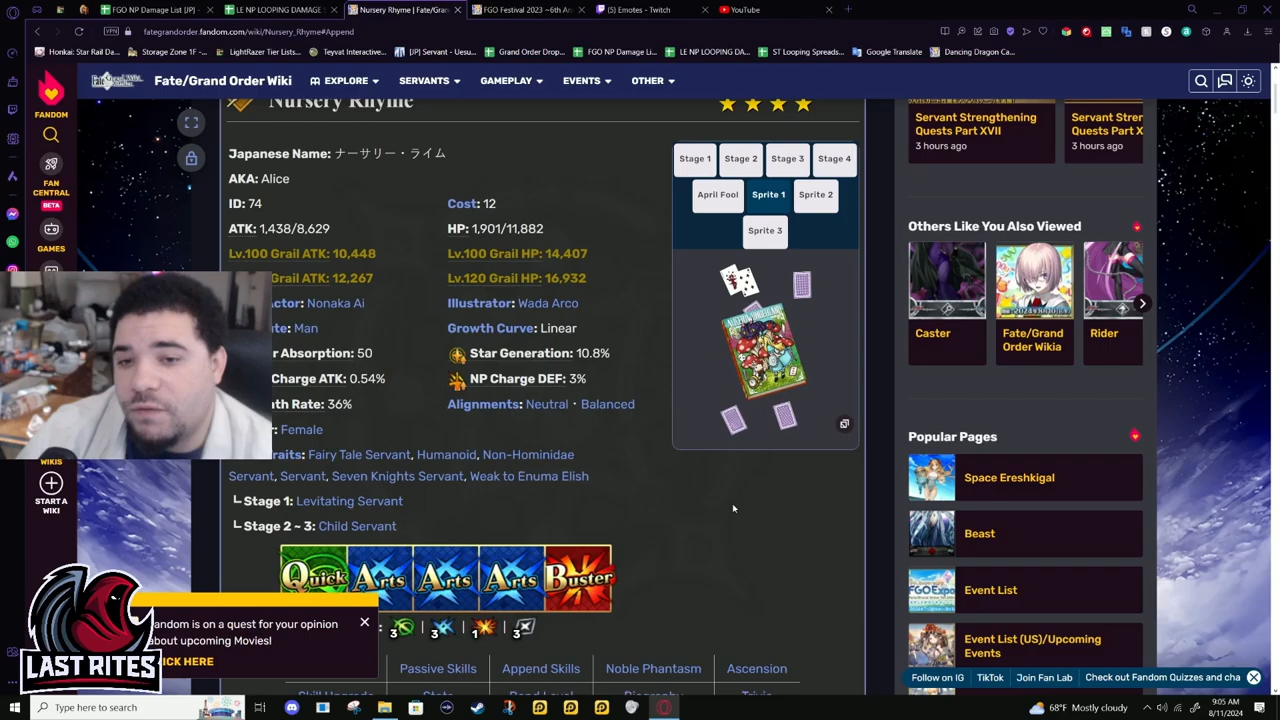 FGO NP Damage List (JP) -
LE NP LOOPING DAMAGE
Nursery Rhyme | Fate/Gran
FGO Festival 2023 ~6th An
(5) Emotes - Twitch
YouTube
VPN
fategrandorder.fandom.com/wiki/Nursery_Rhyme#Append
Honkai: Star Rail Da...
Storage Zone 1F -...
LightRazer Tier Lists...
Teyvat Interactive...
[JP] Servant - Uesu...
Grand Order Drop...
FGO NP Damage Li...
LE NP LOOPING DA...
ST Looping Spreads...
Google Translate
Dancing Dragon Ca...
FANDOM
FAN CENTRAL
BETA
GAMES
WIKIS
START A WIKI
Fate/Grand Order Wiki
EXPLORE
SERVANTS
GAMEPLAY
EVENTS
OTHER
Nursery Rhyme
Japanese Name: ナーサリー・ライム
AKA: Alice
ID: 74
Cost: 12
ATK: 1,438/8,629
HP: 1,901/11,882
Lv.100 Grail ATK: 10,448
Lv.100 Grail HP: 14,407
Grail ATK: 12,267
Lv.120 Grail HP: 16,932
Actor: Nonaka Ai
Illustrator: Wada Arco
Man
Growth Curve: Linear
Absorption: 50
Star Generation: 10.8%
Charge ATK: 0.54%
NP Charge DEF: 3%
th Rate: 36%
Alignments: Neutral・Balanced
Female
Fairy Tale Servant, Humanoid, Non-Hominidae
Servant, Servant, Seven Knights Servant, Weak to Enuma Elish
Stage 1: Levitating Servant
Stage 2 ~ 3: Child Servant
Quick
Arts
Arts
Arts
Buster
3 | 3 | 1 | 3
Passive Skills
Append Skills
Noble Phantasm
Ascension
Stage 1
Stage 2
Stage 3
Stage 4
April Fool
Sprite 1
Sprite 2
Sprite 3
Servant Strengthening
Quests Part XVII
3 hours ago
Servant Stren
Quests Part X
3 hours ago
Others Like You Also Viewed
Caster
Fate/Grand
Order Wikia
Rider
Popular Pages
Space Ereshkigal
Beast
Event List
Event List (US)/Upcoming
Events
Follow on IG
TikTok
Join Fan Lab
Check out Fandom Quizzes and cha
andom is on a quest for your opinion
about upcoming Movies!
ICK HERE
LAST RITES
Type here to search
68°F Mostly cloudy
9:05 AM
8/11/2024